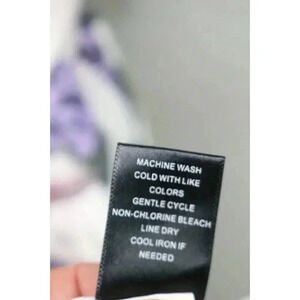 MACHINE WASH
COLD WITH LIKE
COLORS
GENTLE CYCLE
NON-CHLORINE BLEACH
LINE DRY
COOL IRON IF
NEEDED